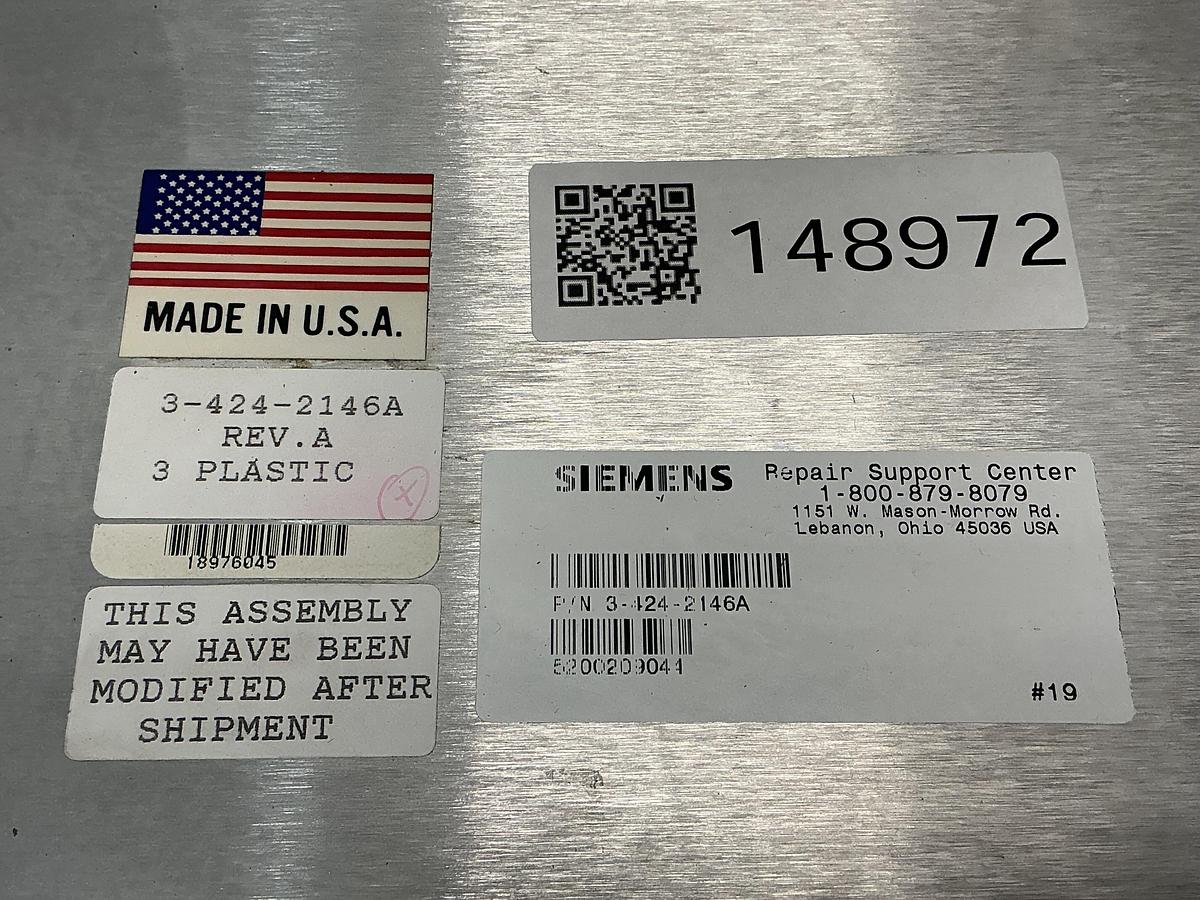 MADE IN U.S.A.
3-424-2146A
REV.A
3 PLASTIC
18976045
THIS ASSEMBLY
MAY HAVE BEEN
MODIFIED AFTER
SHIPMENT
148972
SIEMENS
Repair Support Center
1-800-879-8079
1151 W. Mason-Morrow Rd.
Lebanon, Ohio 45036 USA
P/N 3-424-2146A
#19